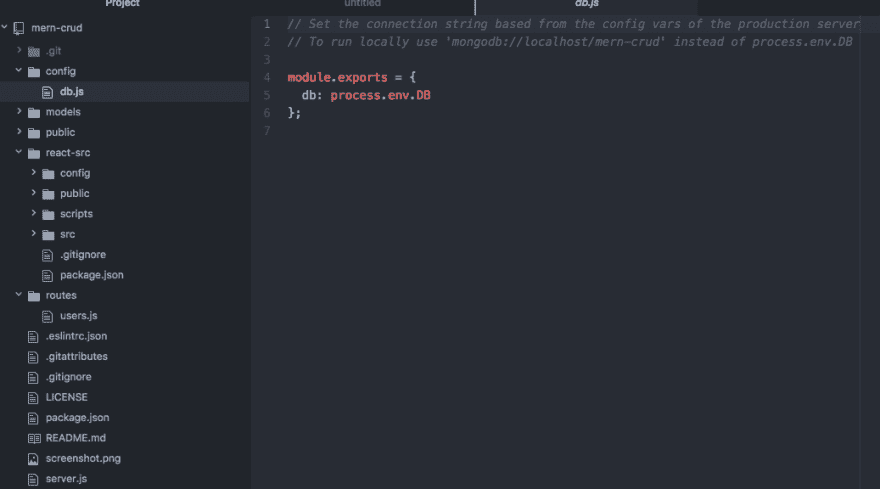 Project
untitled
db.js
mern-crud
.git
config
db.js
models
public
react-src
config
public
scripts
src
.gitignore
package.json
routes
users.js
.eslintrc.json
.gitattributes
.gitignore
LICENSE
package.json
README.md
screenshot.png
server.js
1 // Set the connection string based from the config vars of the production server
2 // To run locally use 'mongodb://localhost/mern-crud' instead of process.env.DB
3
4 module.exports = {
5 db: process.env.DB
6 };
7